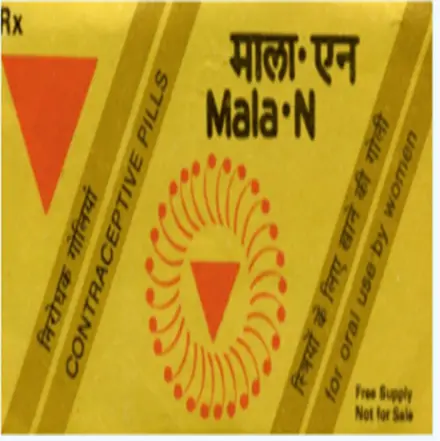 Rx
माला·एन
Mala·N
निरोधक गोलियां
CONTRACEPTIVE PILLS
स्त्रियों के लिए खाने की गोली
for oral use by women
Free Supply
Not for Sale